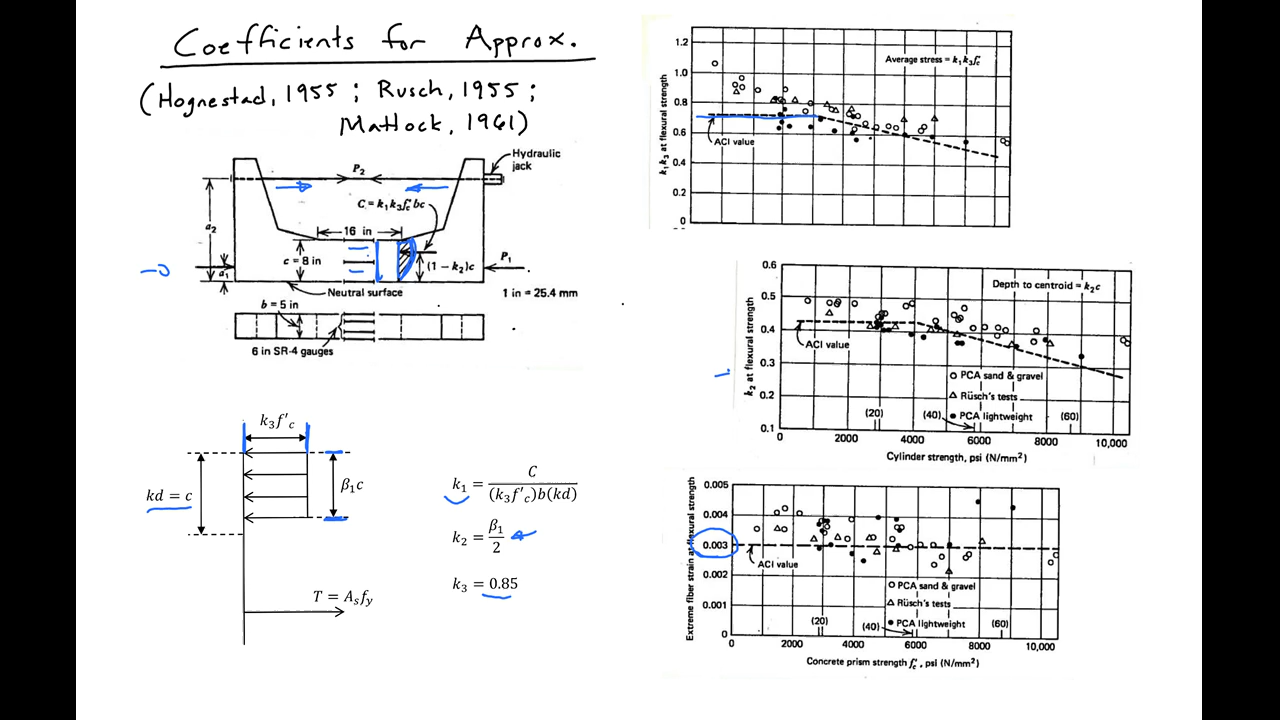 Coefficients for Approx.
(Hognestad, 1955 ; Rusch, 1955 ;
Mattock, 1961)
Hydraulic
jack
P₂
C = k₁k₃f'c bc
16 in
a₂
c = 8 in
(1 − k₂)c
P₁
a₁
Neutral surface
1 in = 25.4 mm
b = 5 in
6 in SR-4 gauges
k₃f'c
kd = c
β₁c
T = Aₛfy
k₁ = C / (k₃f'c)b(kd)
k₂ = β₁ / 2
k₃ = 0.85
k₁k₃ at flexural strength
1.2
1.0
0.8
0.6
0.4
0.2
0
Average stress = k₁k₃f'c
ACI value
k₂ at flexural strength
0.6
0.5
0.4
0.3
0.2
0.1
Depth to centroid = k₂c
ACI value
PCA sand & gravel
Rüsch's tests
PCA lightweight
(20) (40) (60)
0 2000 4000 6000 8000 10,000
Cylinder strength, psi (N/mm²)
Extreme fiber strain at flexural strength
0.005
0.004
0.003
0.002
0.001
0
ACI value
PCA sand & gravel
Rüsch's tests
PCA lightweight
(20) (40) (60)
0 2000 4000 6000 8000 10,000
Concrete prism strength f'c, psi (N/mm²)